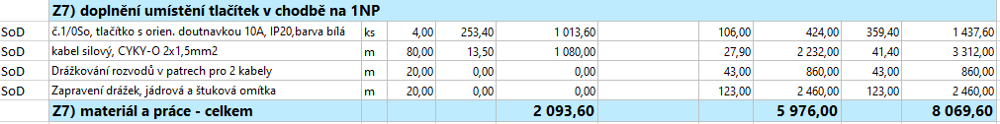 Z7) doplnění umístění tlačítek v chodbě na 1NP
SoD č.1/0So, tlačítko s orien. doutnavkou 10A, IP20,barva bílá ks 4,00 253,40 1 013,60 106,00 424,00 359,40 1 437,60
SoD kabel silový, CYKY-O 2x1,5mm2 m 80,00 13,50 1 080,00 27,90 2 232,00 41,40 3 312,00
SoD Drážkování rozvodů v patrech pro 2 kabely m 20,00 0,00 0,00 43,00 860,00 43,00 860,00
SoD Zapravení drážek, jádrová a štuková omítka m 20,00 0,00 0,00 123,00 2 460,00 123,00 2 460,00
Z7) materiál a práce - celkem 2 093,60 5 976,00 8 069,60